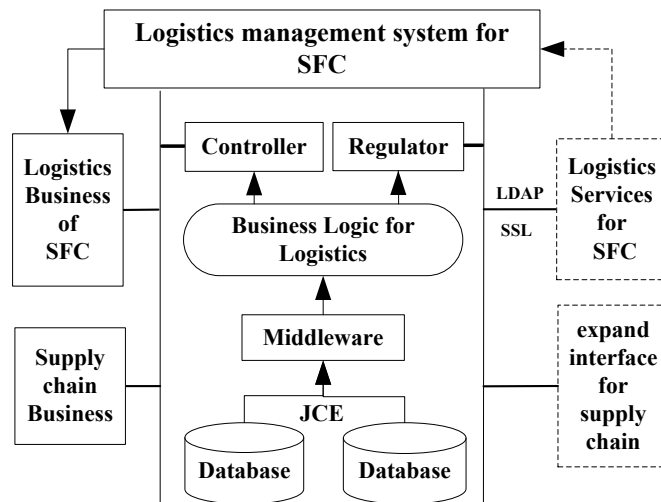 Logistics management system for
SFC
Controller
Regulator
Logistics
Business
of
SFC
LDAP
SSL
Logistics
Services
for
SFC
Business Logic for
Logistics
Middleware
Supply
chain
Business
expand
interface
for
supply
chain
JCE
Database
Database